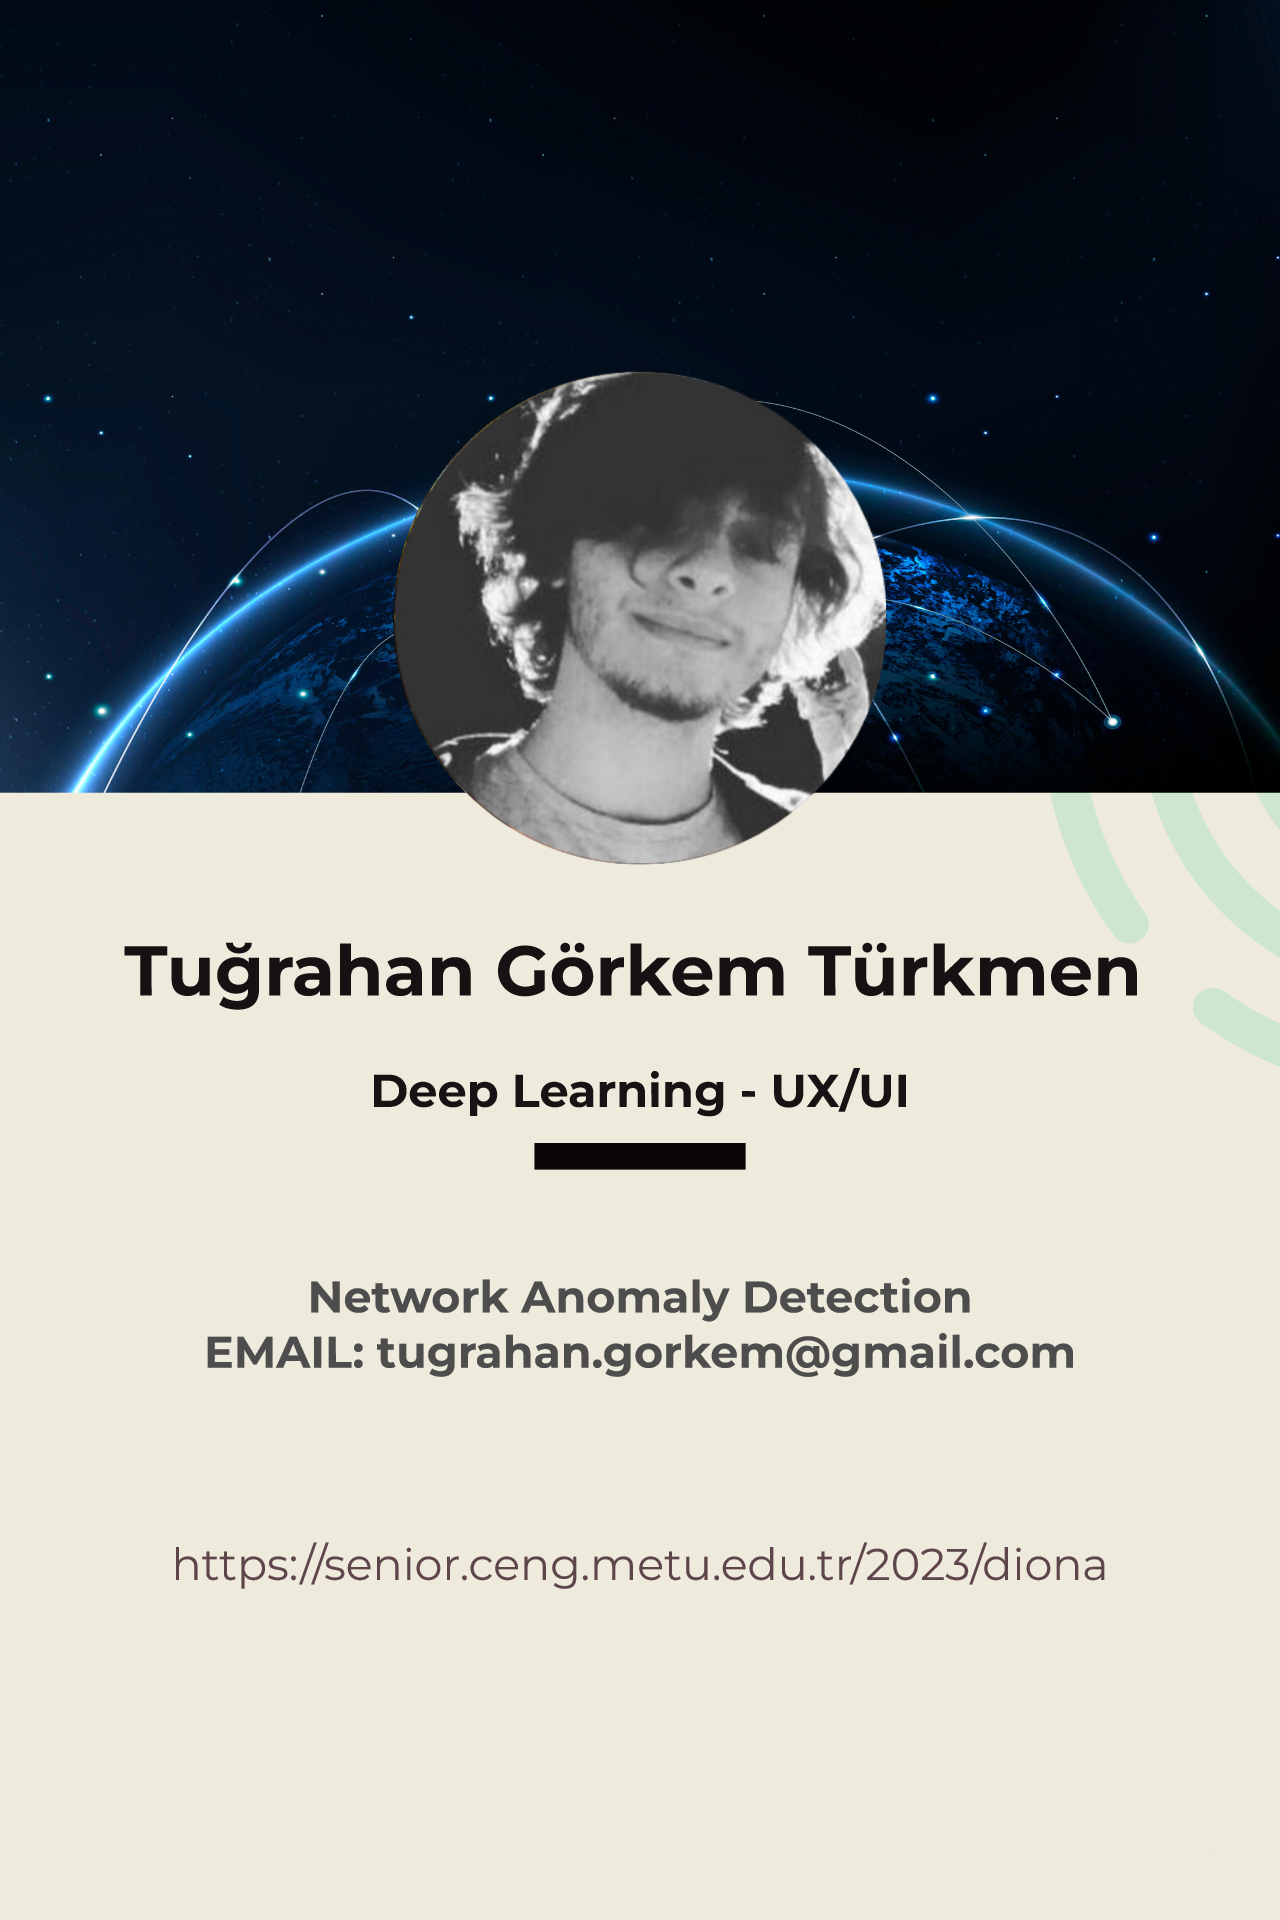 Tuğrahan Görkem Türkmen
Deep Learning - UX/UI
Network Anomaly Detection
EMAIL: tugrahan.gorkem@gmail.com
https://senior.ceng.metu.edu.tr/2023/diona